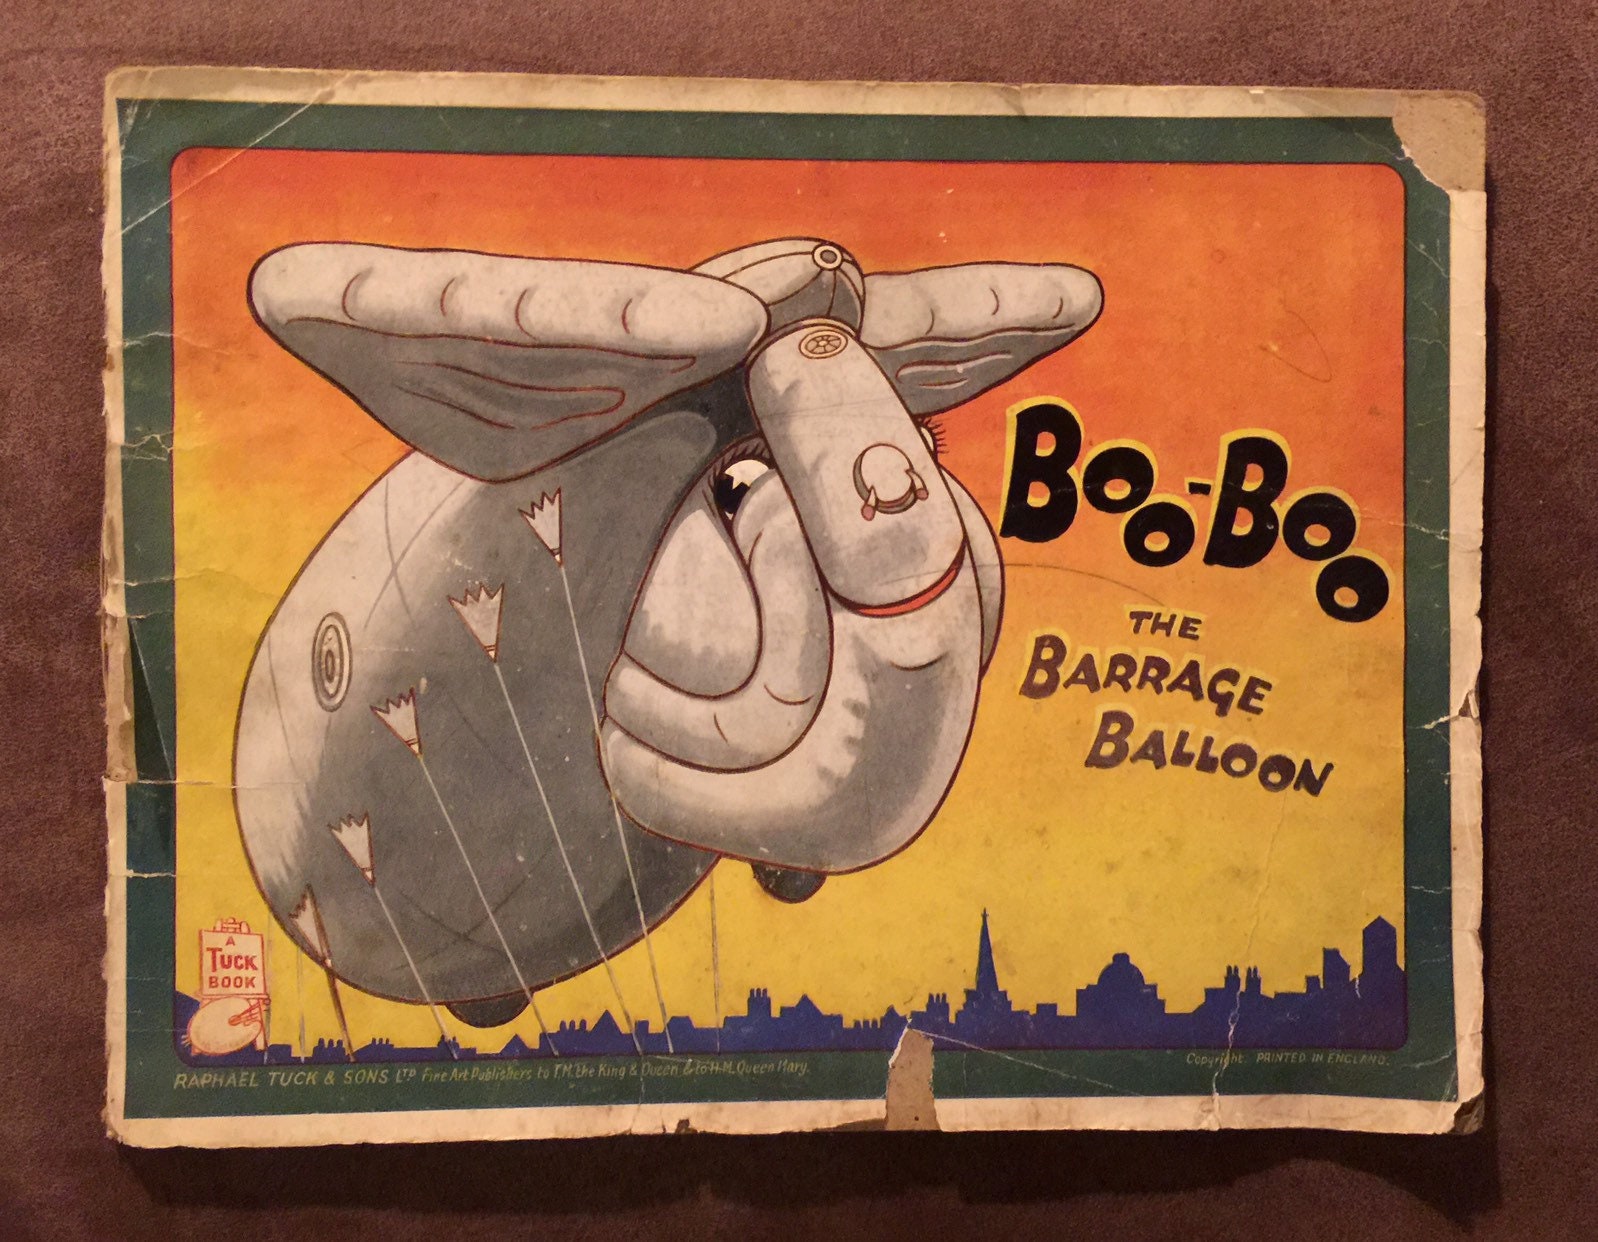 BOO-BOO
THE
BARRAGE
BALLOON
A
TUCK
BOOK
RAPHAEL TUCK & SONS LTD Fine Art Publishers to T.M. the King & Queen & to H.M. Queen Mary.
Copyright. PRINTED IN ENGLAND.